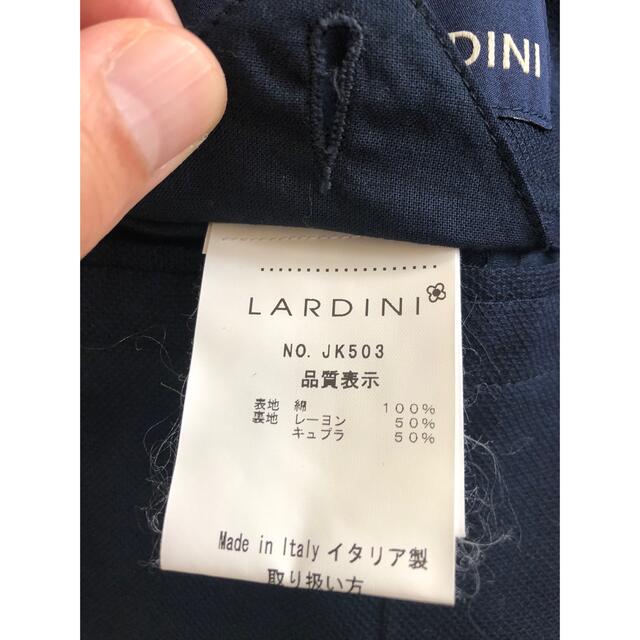 DINI
LARDINI
NO. JK503
品質表示
表地 綿 100%
裏地 レーヨン 50%
キュプラ 50%
Made in Italy イタリア製
取り扱い方